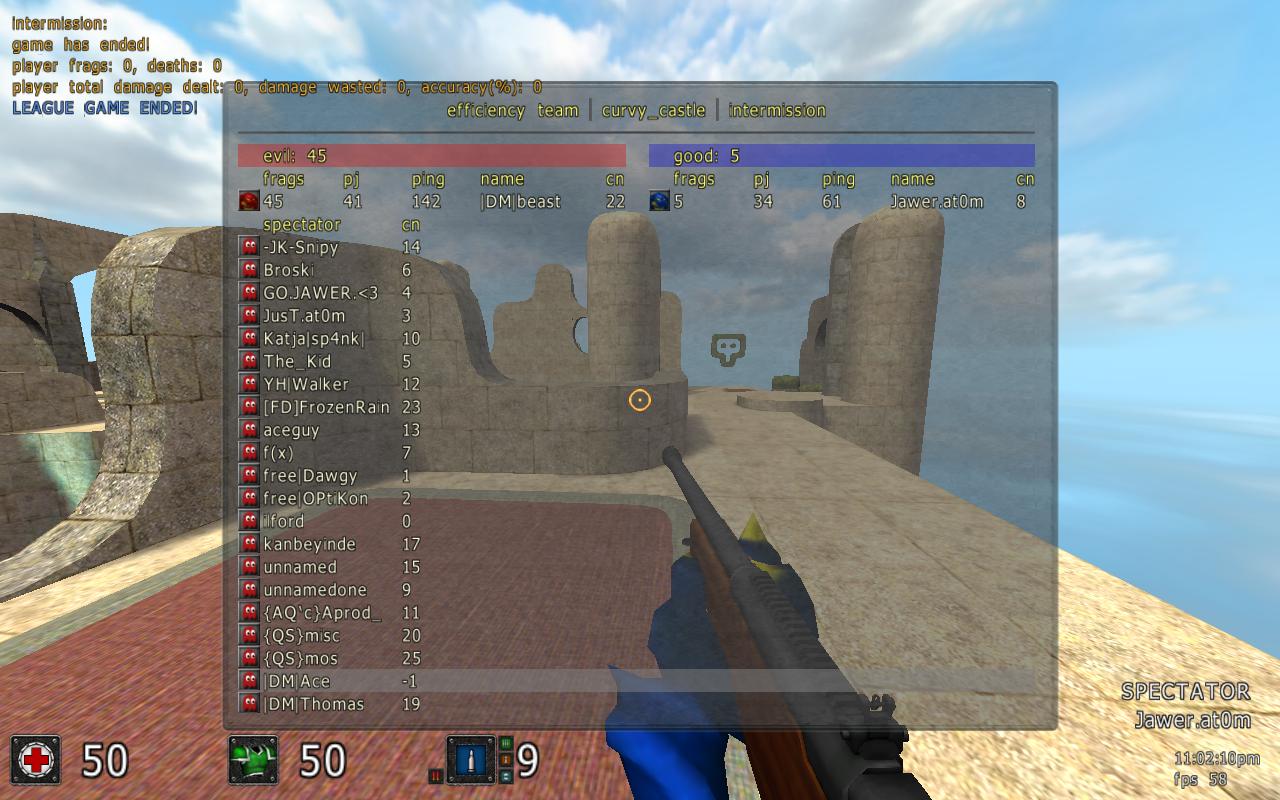 intermission:
game has ended!
player frags: 0, deaths: 0
player total damage dealt: 0, damage wasted: 0, accuracy(%): 0
LEAGUE GAME ENDED!
efficiency team | curvy_castle | intermission
evil: 45 good: 5
frags pj ping name cn frags pj ping name cn
45 41 142 |DM|beast 22 5 34 61 Jawer.at0m 8
spectator cn
-JK-Snipy 14
Broski 6
GO.JAWER.<3 4
JusT.at0m 3
Katja|sp4nk| 10
The_Kid 5
YH|Walker 12
[FD]FrozenRain 23
aceguy 13
f(x) 7
free|Dawgy 1
free|OPtiKon 2
ilford 0
kanbeyinde 17
unnamed 15
unnamedone 9
{AQ'c}Aprod_ 11
{QS}misc 20
{QS}mos 25
|DM|Ace -1
|DM|Thomas 19
SPECTATOR
Jawer.at0m
50 50 9
11:02:10pm
fps 58